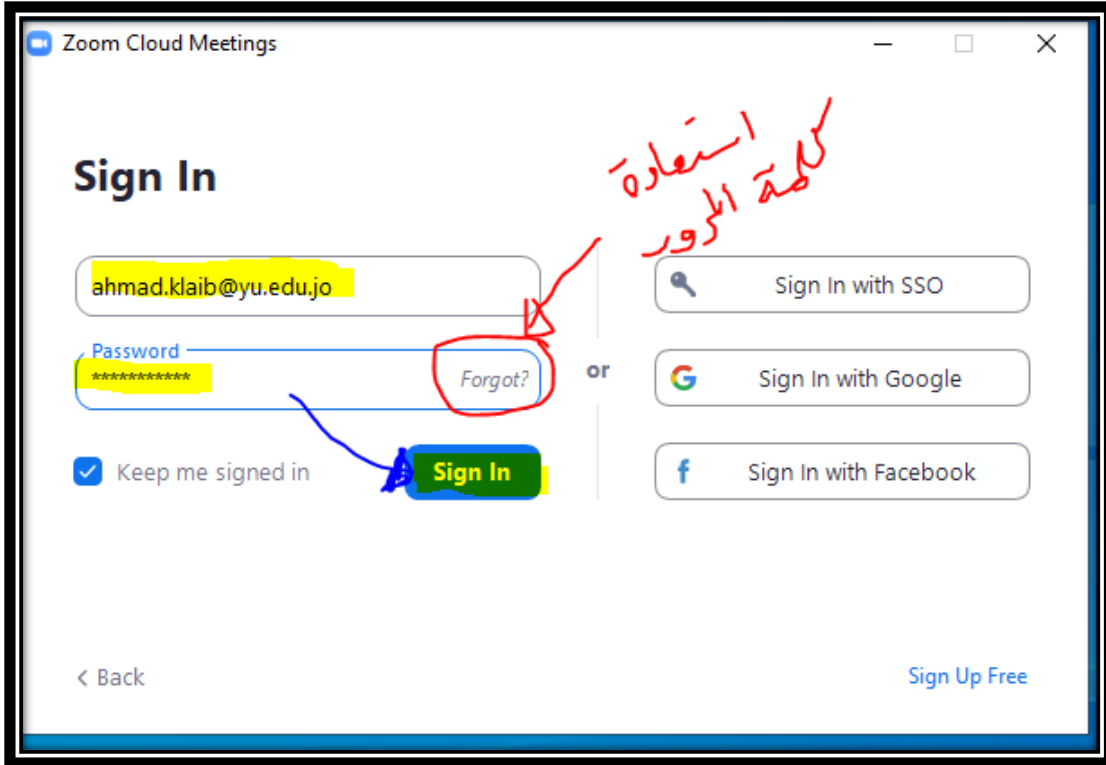 Zoom Cloud Meetings
استعادة
كلمة المرور
Sign In
ahmad.klaib@yu.edu.jo
Password
***********
Forgot?
Keep me signed in
Sign In
or
Sign In with SSO
Sign In with Google
Sign In with Facebook
< Back
Sign Up Free